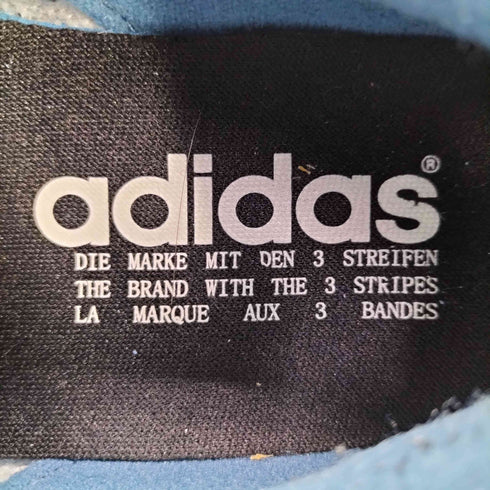 adidas®
DIE MARKE MIT DEN 3 STREIFEN
THE BRAND WITH THE 3 STRIPES
LA MARQUE AUX 3 BANDES